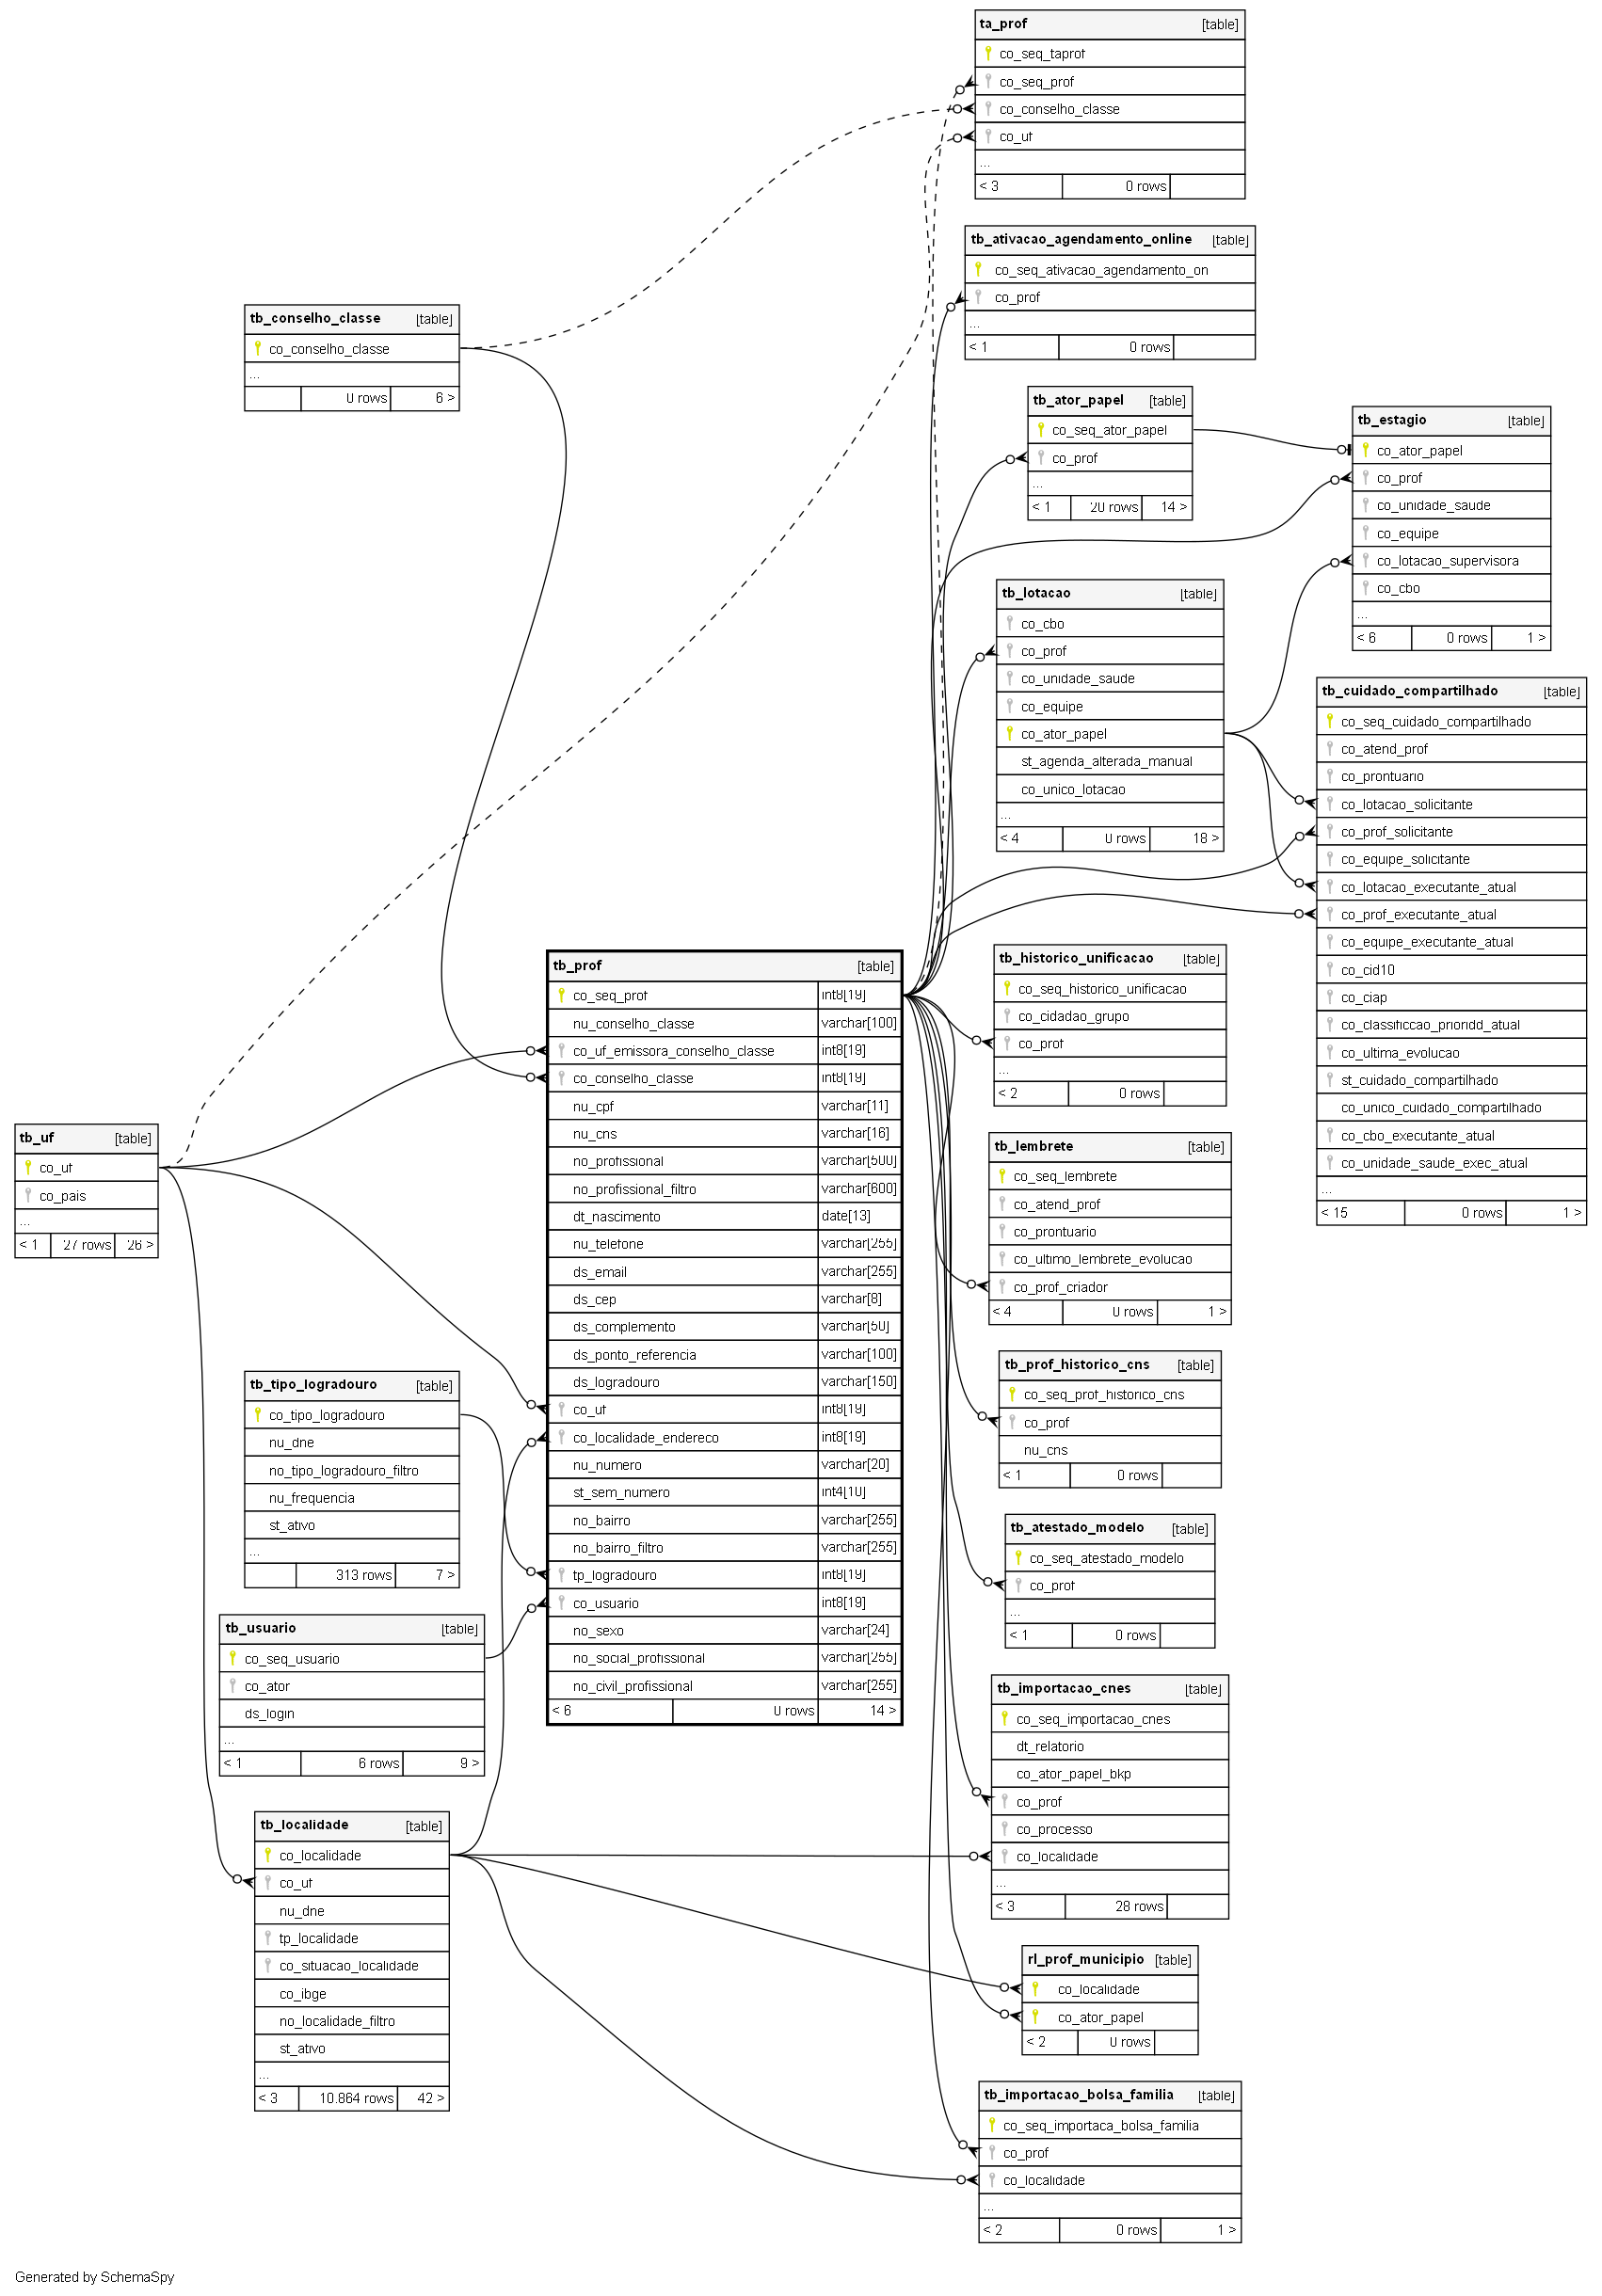 ta_prof [table]
co_seq_taprof
co_seq_prof
co_conselho_classe
co_uf
...
< 3 0 rows
tb_ativacao_agendamento_online [table]
co_seq_ativacao_agendamento_on
co_prof
...
< 1 0 rows
tb_conselho_classe [table]
co_conselho_classe
...
0 rows 6 >
tb_ator_papel [table]
co_seq_ator_papel
co_prof
...
< 1 20 rows 14 >
tb_estagio [table]
co_ator_papel
co_prof
co_unidade_saude
co_equipe
co_lotacao_supervisora
co_cbo
...
< 6 0 rows 1 >
tb_lotacao [table]
co_cbo
co_prof
co_unidade_saude
co_equipe
co_ator_papel
st_agenda_alterada_manual
co_unico_lotacao
...
< 4 0 rows 18 >
tb_cuidado_compartilhado [table]
co_seq_cuidado_compartilhado
co_atend_prof
co_prontuario
co_lotacao_solicitante
co_prof_solicitante
co_equipe_solicitante
co_lotacao_executante_atual
co_prof_executante_atual
co_equipe_executante_atual
co_cid10
co_ciap
co_classificcao_prioridd_atual
co_ultima_evolucao
st_cuidado_compartilhado
co_unico_cuidado_compartilhado
co_cbo_executante_atual
co_unidade_saude_exec_atual
...
< 15 0 rows 1 >
tb_prof [table]
co_seq_prof int8[19]
nu_conselho_classe varchar[100]
co_uf_emissora_conselho_classe int8[19]
co_conselho_classe int8[19]
nu_cpf varchar[11]
nu_cns varchar[16]
no_profissional varchar[500]
no_profissional_filtro varchar[600]
dt_nascimento date[13]
nu_telefone varchar[255]
ds_email varchar[255]
ds_cep varchar[8]
ds_complemento varchar[50]
ds_ponto_referencia varchar[100]
ds_logradouro varchar[150]
co_uf int8[19]
co_localidade_endereco int8[19]
nu_numero varchar[20]
st_sem_numero int4[10]
no_bairro varchar[255]
no_bairro_filtro varchar[255]
tp_logradouro int8[19]
co_usuario int8[19]
no_sexo varchar[24]
no_social_profissional varchar[255]
no_civil_profissional varchar[255]
< 6 0 rows 14 >
tb_historico_unificacao [table]
co_seq_historico_unificacao
co_cidadao_grupo
co_prof
...
< 2 0 rows
tb_uf [table]
co_uf
co_pais
...
< 1 27 rows 26 >
tb_lembrete [table]
co_seq_lembrete
co_atend_prof
co_prontuario
co_ultimo_lembrete_evolucao
co_prof_criador
< 4 0 rows 1 >
tb_prof_historico_cns [table]
co_seq_prof_historico_cns
co_prof
nu_cns
< 1 0 rows
tb_tipo_logradouro [table]
co_tipo_logradouro
nu_dne
no_tipo_logradouro_filtro
nu_frequencia
st_ativo
...
313 rows 7 >
tb_atestado_modelo [table]
co_seq_atestado_modelo
co_prof
...
< 1 0 rows
tb_usuario [table]
co_seq_usuario
co_ator
ds_login
...
< 1 6 rows 9 >
tb_importacao_cnes [table]
co_seq_importacao_cnes
dt_relatorio
co_ator_papel_bkp
co_prof
co_processo
co_localidade
...
< 3 28 rows
tb_localidade [table]
co_localidade
co_uf
nu_dne
tp_localidade
co_situacao_localidade
co_ibge
no_localidade_filtro
st_ativo
...
< 3 10.864 rows 42 >
rl_prof_municipio [table]
co_localidade
co_ator_papel
< 2 0 rows
tb_importacao_bolsa_familia [table]
co_seq_importaca_bolsa_familia
co_prof
co_localidade
...
< 2 0 rows 1 >
Generated by SchemaSpy